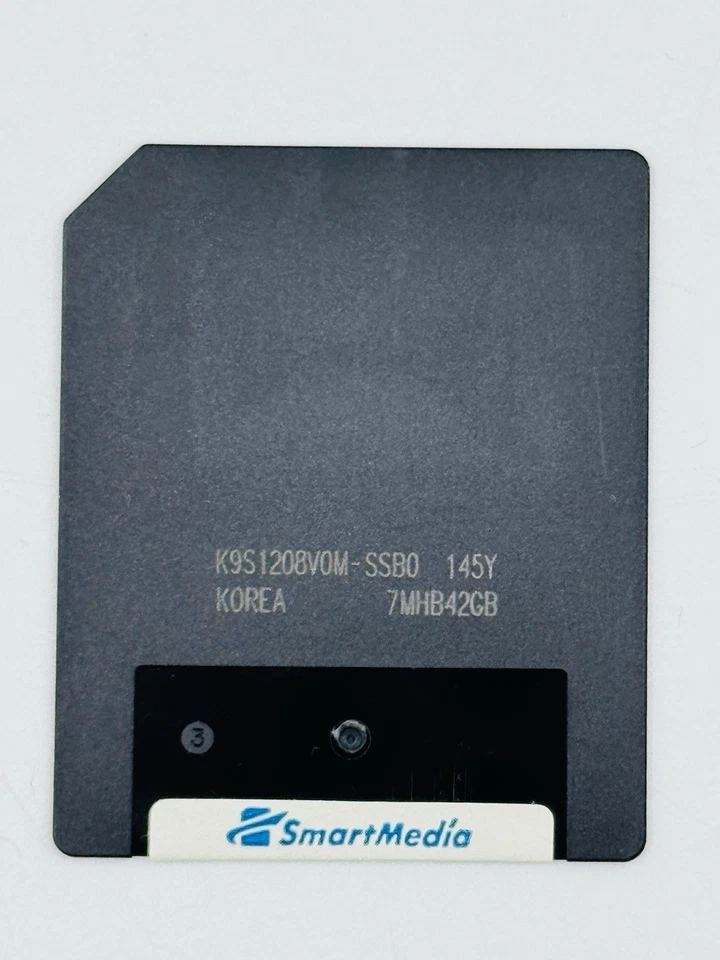 K9S1208V0M-SSB0 145Y
KOREA 7MHB42GB
3
SmartMedia